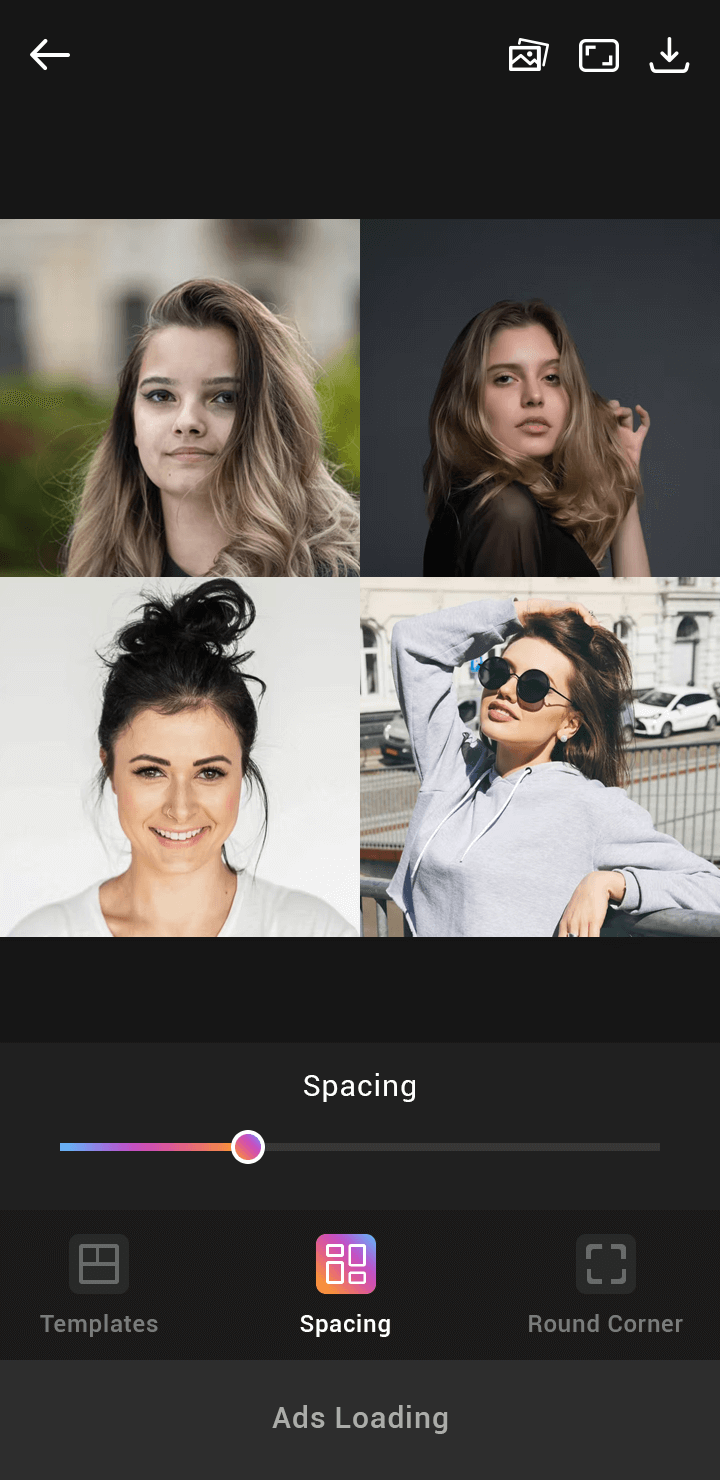 Spacing
Templates
Spacing
Round Corner
Ads Loading